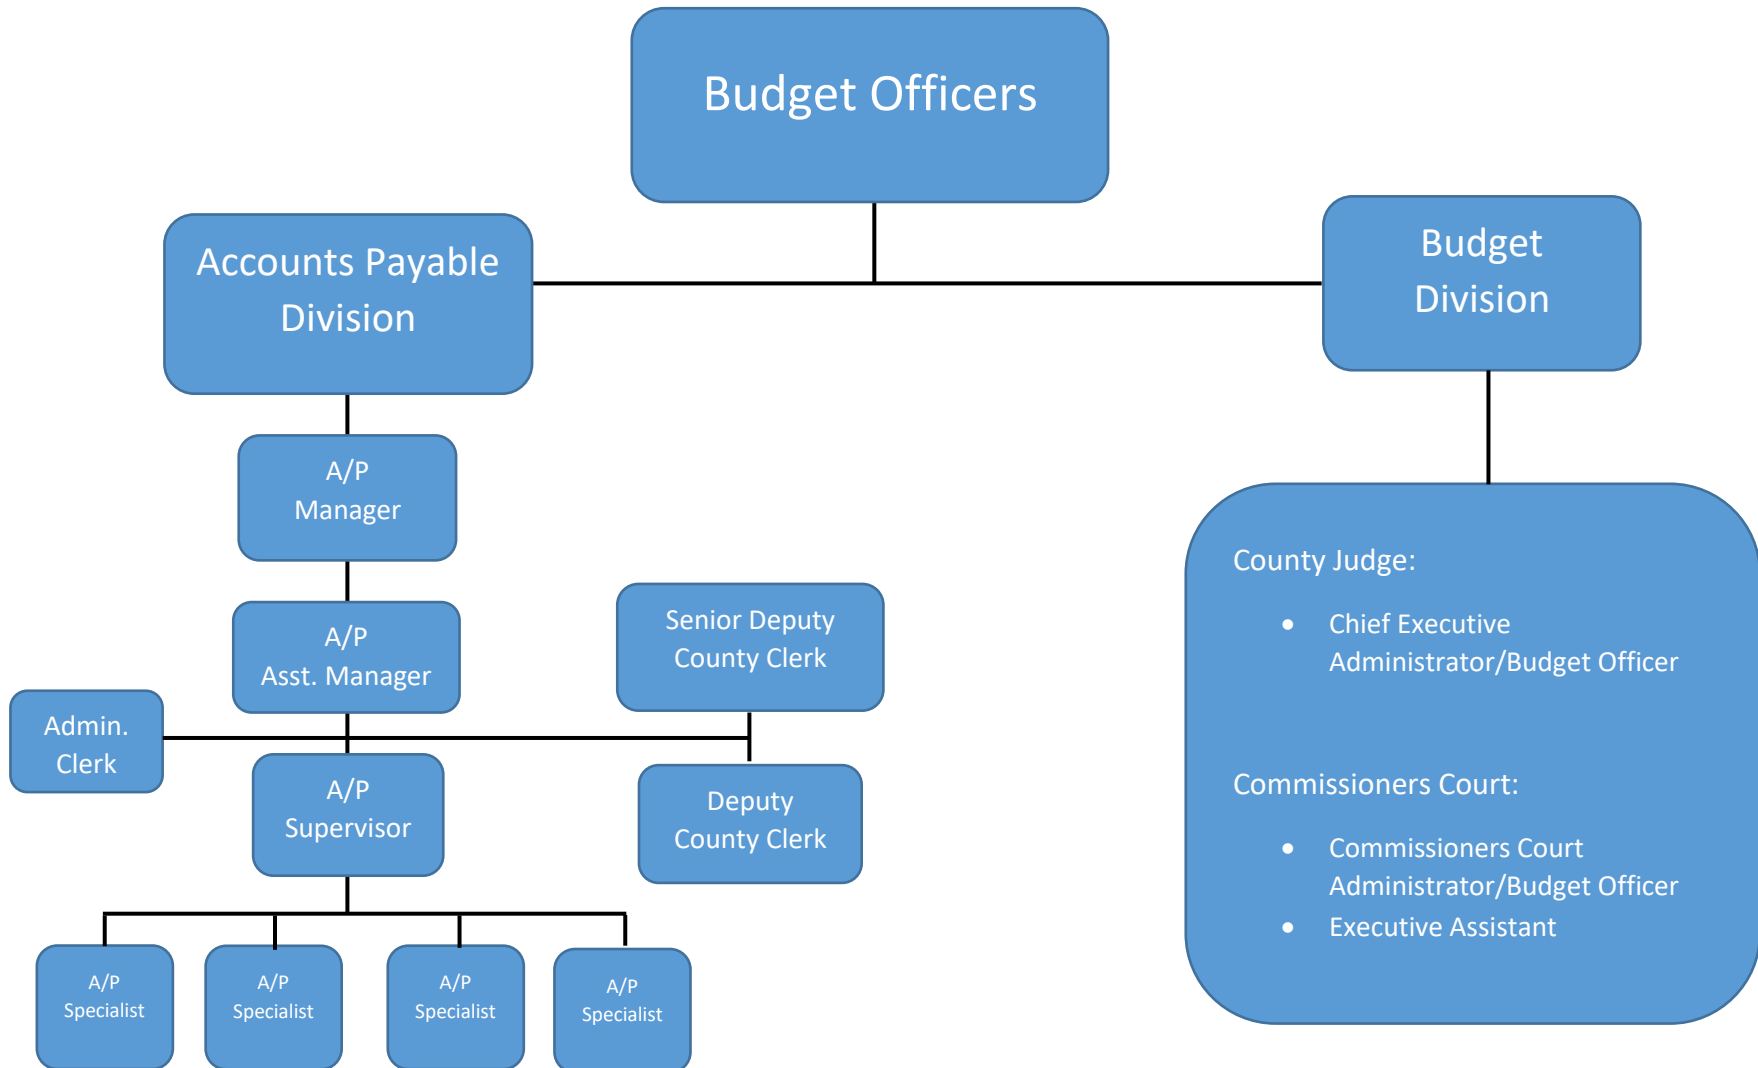 Budget Officers
Accounts Payable
Division
Budget
Division
A/P
Manager
A/P
Asst. Manager
Senior Deputy
County Clerk
Admin.
Clerk
A/P
Supervisor
Deputy
County Clerk
A/P
Specialist
A/P
Specialist
A/P
Specialist
A/P
Specialist
County Judge:
• Chief Executive
Administrator/Budget Officer
Commissioners Court:
• Commissioners Court
Administrator/Budget Officer
• Executive Assistant